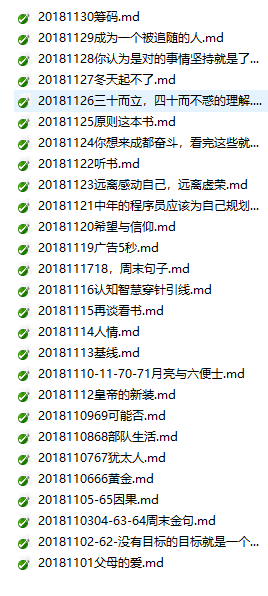 20181130筹码.md
20181129成为一个被追随的人.md
20181128你认为是对的事情坚持就是了...
20181127冬天起不了.md
20181126三十而立，四十而不惑的理解....
20181125原则这本书.md
20181124你想来成都奋斗，看完这些就...
20181122听书.md
20181123远离感动自己，远离虚荣.md
20181121中年的程序员应该为自己规划...
20181120希望与信仰.md
20181119广告5秒.md
2018111718，周末句子.md
20181116认知智慧穿针引线.md
20181115再谈看书.md
20181114人情.md
20181113基线.md
20181110-11-70-71月亮与六便士.md
20181112皇帝的新装.md
2018110969可能否.md
2018110868部队生活.md
2018110767犹太人.md
2018110666黄金.md
20181105-65因果.md
2018110304-63-64周末金句.md
20181102-62-没有目标的目标就是一个...
20181101父母的爱.md